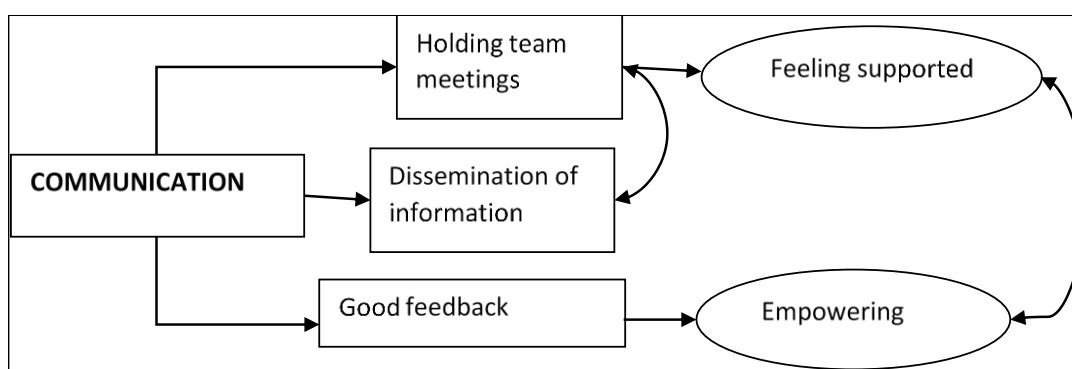 Holding team
meetings
Feeling supported
COMMUNICATION
Dissemination of
information
Good feedback
Empowering